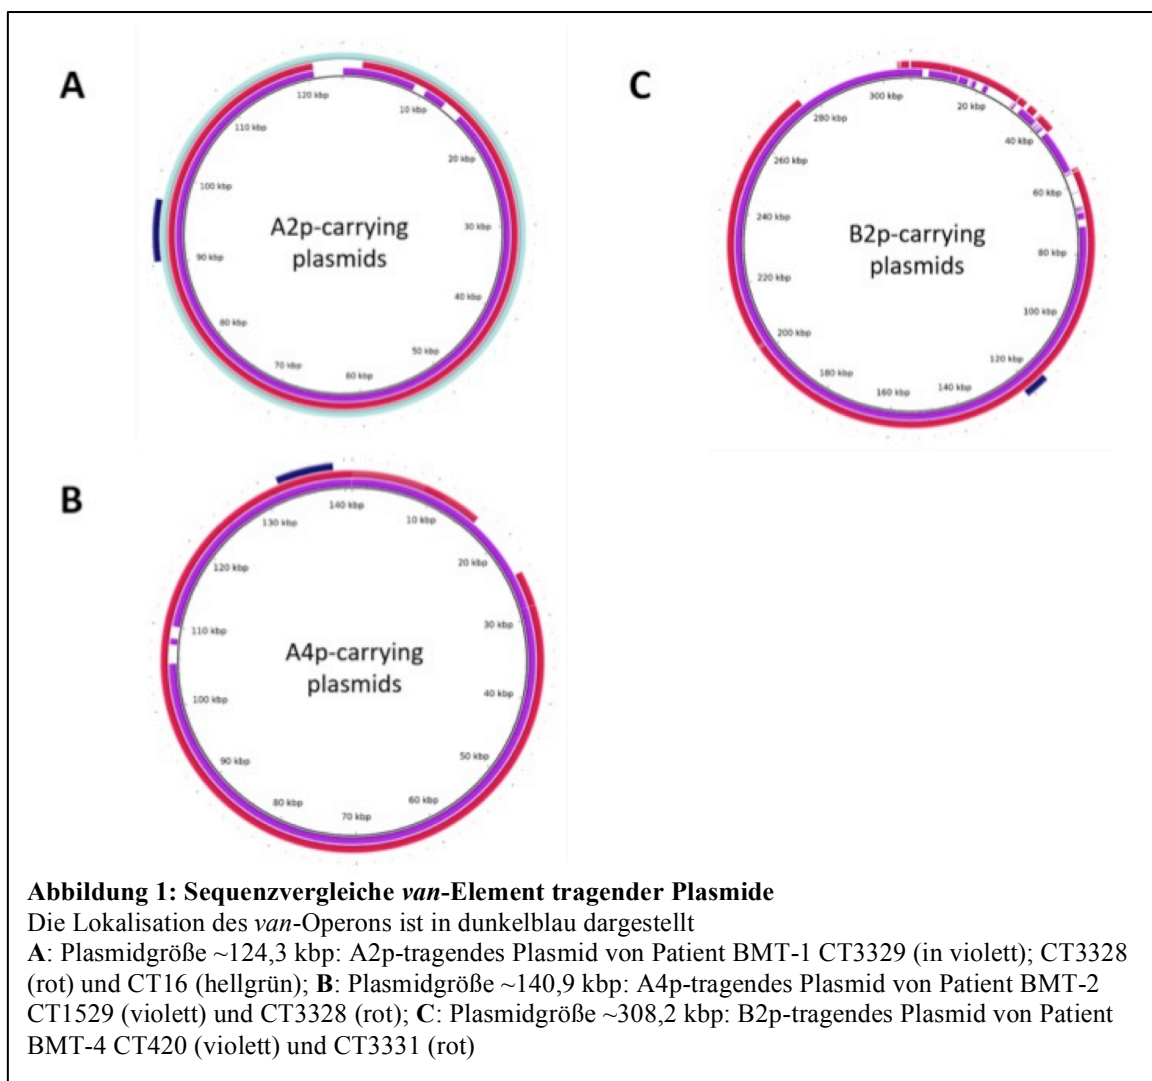 A
120 kbp
10 kbp
110 kbp
20 kbp
100 kbp
A2p-carrying
plasmids
30 kbp
90 kbp
40 kbp
80 kbp
50 kbp
70 kbp
60 kbp
C
300 kbp
20 kbp
280 kbp
40 kbp
260 kbp
60 kbp
240 kbp
B2p-carrying
plasmids
80 kbp
220 kbp
100 kbp
200 kbp
120 kbp
180 kbp
140 kbp
160 kbp
B
140 kbp
10 kbp
130 kbp
20 kbp
120 kbp
30 kbp
110 kbp
A4p-carrying
plasmids
40 kbp
100 kbp
50 kbp
90 kbp
60 kbp
80 kbp
70 kbp
Abbildung 1: Sequenzvergleiche van-Element tragender Plasmide
Die Lokalisation des van-Operons ist in dunkelblau dargestellt
A: Plasmidgröße ~124,3 kbp: A2p-tragendes Plasmid von Patient BMT-1 CT3329 (in violett); CT3328
(rot) und CT16 (hellgrün); B: Plasmidgröße ~140,9 kbp: A4p-tragendes Plasmid von Patient BMT-2
CT1529 (violett) und CT3328 (rot); C: Plasmidgröße ~308,2 kbp: B2p-tragendes Plasmid von Patient
BMT-4 CT420 (violett) und CT3331 (rot)